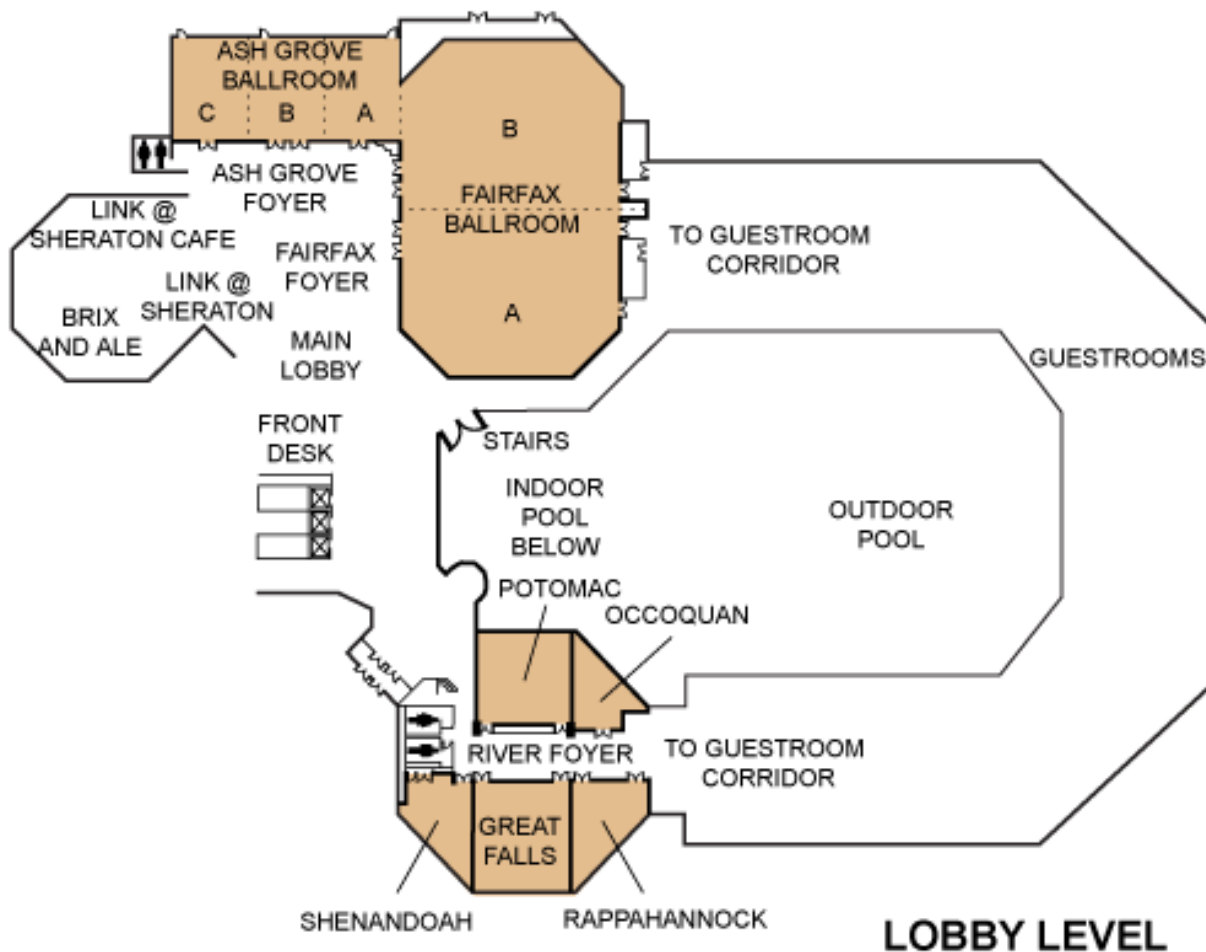 ASH GROVE
BALLROOM
C
B
A
B
ASH GROVE
FOYER
FAIRFAX
BALLROOM
LINK @
SHERATON CAFE
TO GUESTROOM
CORRIDOR
FAIRFAX
FOYER
LINK @
SHERATON
BRIX
AND ALE
A
MAIN
LOBBY
GUESTROOMS
FRONT
DESK
STAIRS
INDOOR
POOL
BELOW
OUTDOOR
POOL
POTOMAC
OCCOQUAN
RIVER FOYER
TO GUESTROOM
CORRIDOR
GREAT
FALLS
SHENANDOAH
RAPPAHANNOCK
LOBBY LEVEL